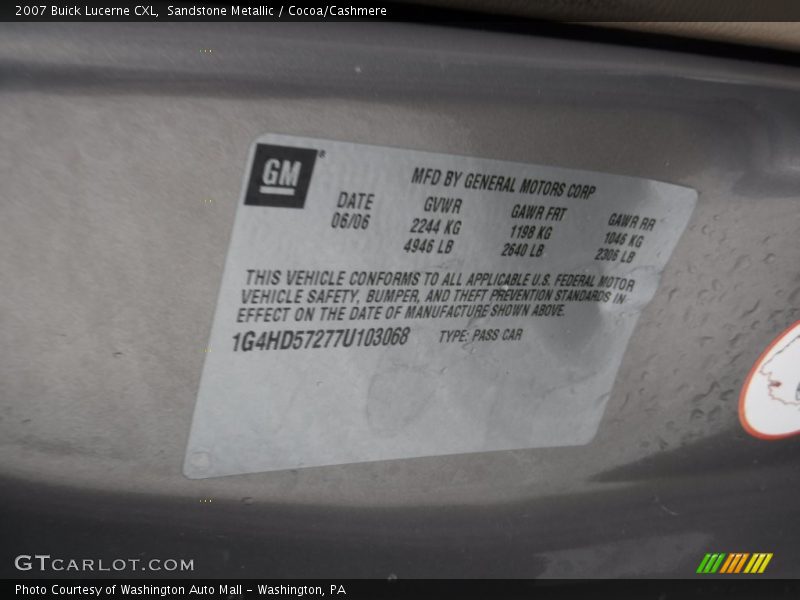 2007 Buick Lucerne CXL, Sandstone Metallic / Cocoa/Cashmere
GM®
MFD BY GENERAL MOTORS CORP
DATE GVWR GAWR FRT GAWR RR
06/06 2244 KG 1198 KG 1046 KG
4946 LB 2640 LB 2306 LB
THIS VEHICLE CONFORMS TO ALL APPLICABLE U.S. FEDERAL MOTOR
VEHICLE SAFETY, BUMPER, AND THEFT PREVENTION STANDARDS IN
EFFECT ON THE DATE OF MANUFACTURE SHOWN ABOVE.
1G4HD57277U103068 TYPE: PASS CAR
GTCARLOT.COM
Photo Courtesy of Washington Auto Mall - Washington, PA